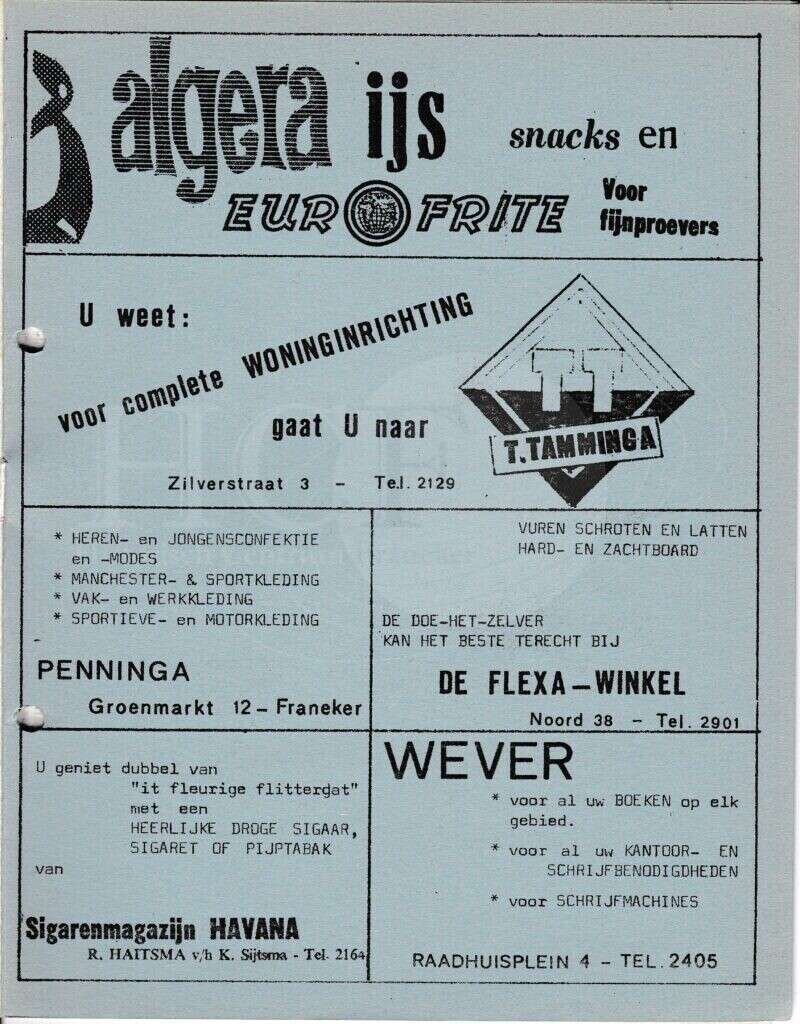 algera ijs snacks en
EUROFRITE Voor
fijnproevers
U weet:
voor complete WONINGINRICHTING
gaat U naar
TT
T.TAMMINGA
Zilverstraat 3 - Tel. 2129
* HEREN- en JONGENSCONFEKTIE
en -MODES
* MANCHESTER- & SPORTKLEDING
* VAK- en WERKKLEDING
* SPORTIEVE- en MOTORKLEDING
PENNINGA
Groenmarkt 12 - Franeker
VUREN SCHROTEN EN LATTEN
HARD- EN ZACHTBOARD
DE DOE-HET-ZELVER
KAN HET BESTE TERECHT BIJ
DE FLEXA - WINKEL
Noord 38 - Tel. 2901
U geniet dubbel van
"it fleurige flitterdat"
met een
HEERLIJKE DROGE SIGAAR,
SIGARET OF PIJPTABAK
van
Sigarenmagazijn HAVANA
R. HAITSMA v/h K. Sijtsma - Tel. 2164
WEVER
* voor al uw BOEKEN op elk
gebied.
* voor al uw KANTOOR- EN
SCHRIJFBENODIGDHEDEN
* voor SCHRIJFMACHINES
RAADHUISPLEIN 4 - TEL. 2405